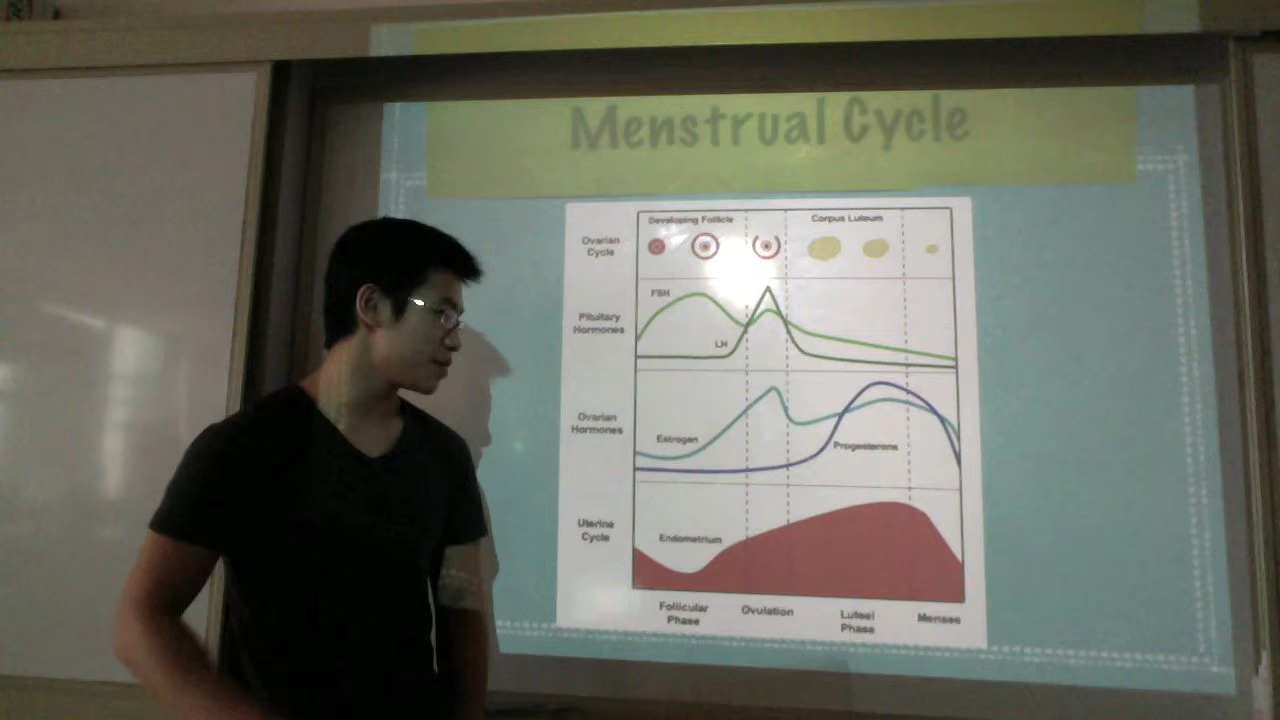 Menstrual Cycle
Developing Follicle
Corpus Luteum
Ovarian
Cycle
FSH
Pituitary
Hormones
LH
Ovarian
Hormones
Estrogen
Progesterone
Uterine
Cycle
Endometrium
Follicular
Phase
Ovulation
Luteal
Phase
Menses